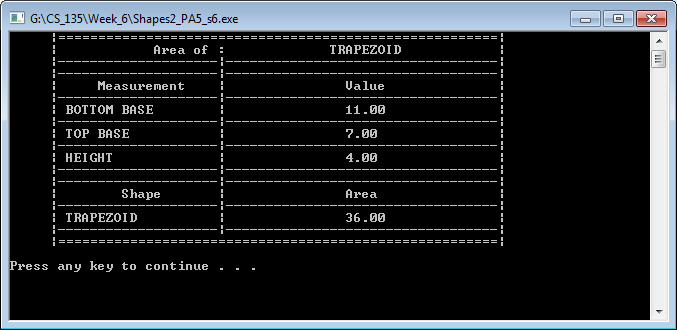 G:\CS_135\Week_6\Shapes2_PA5_s6.exe
Area of : TRAPEZOID
Measurement Value
BOTTOM BASE 11.00
TOP BASE 7.00
HEIGHT 4.00
Shape Area
TRAPEZOID 36.00
Press any key to continue . . .